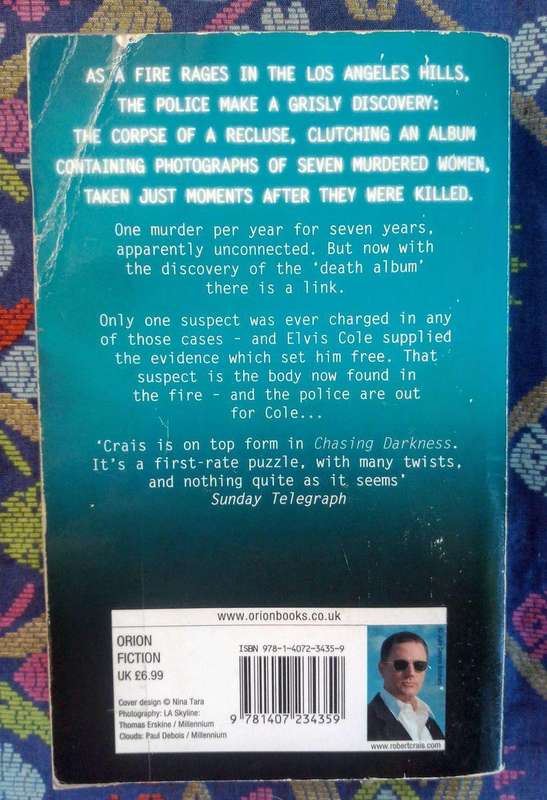 AS A FIRE RAGES IN THE LOS ANGELES HILLS,
THE POLICE MAKE A GRISLY DISCOVERY:
THE CORPSE OF A RECLUSE, CLUTCHING AN ALBUM
CONTAINING PHOTOGRAPHS OF SEVEN MURDERED WOMEN,
TAKEN JUST MOMENTS AFTER THEY WERE KILLED.
One murder per year for seven years,
apparently unconnected. But now with
the discovery of the 'death album'
there is a link.
Only one suspect was ever charged in any
of those cases - and Elvis Cole supplied
the evidence which set him free. That
suspect is the body now found in
the fire - and the police are out
for Cole...
'Crais is on top form in Chasing Darkness.
It's a first-rate puzzle, with many twists,
and nothing quite as it seems'
Sunday Telegraph
www.orionbooks.co.uk
ORION
FICTION
UK £6.99
Cover design © Nina Tara
Photography: LA Skyline:
Thomas Erskine / Millennium
Clouds: Paul Debois / Millennium
ISBN 978-1-4072-3435-9
9 781407 234359
www.robertcrais.com